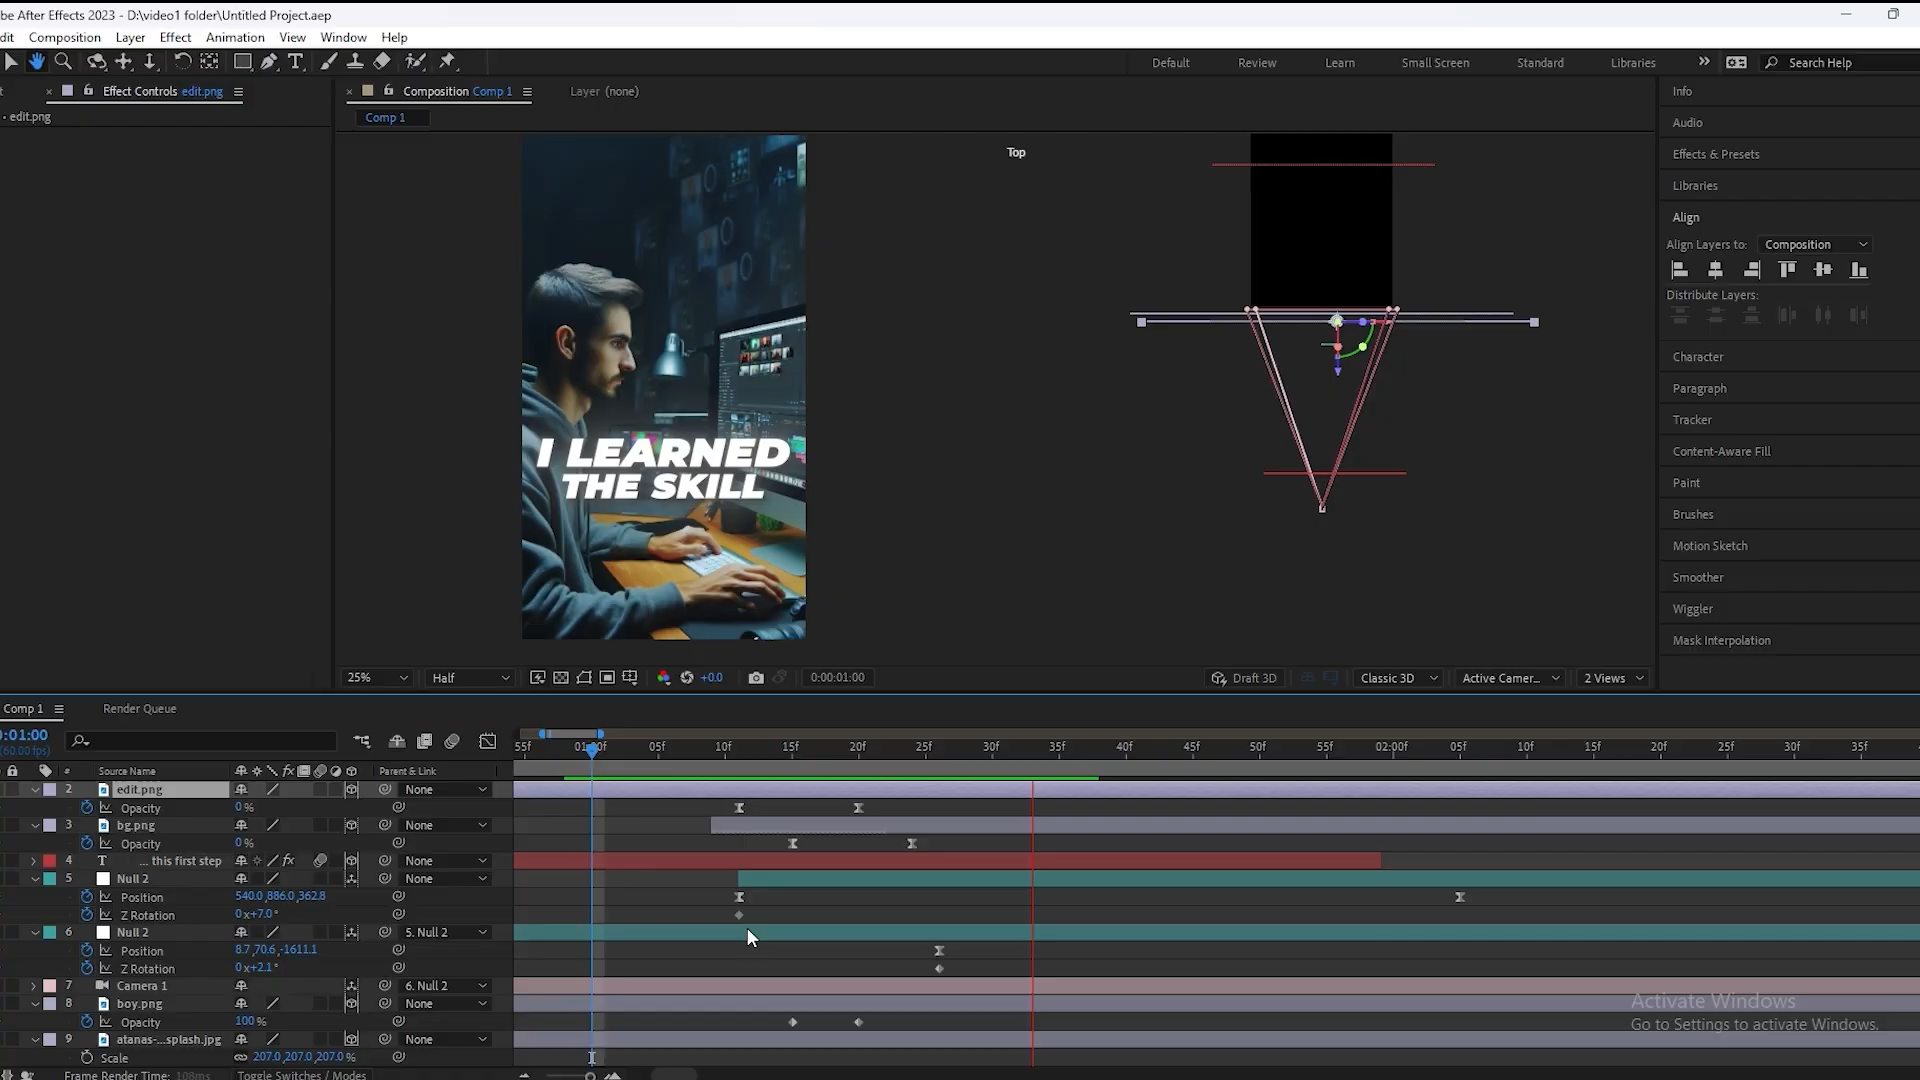 be After Effects 2023 - D:\video1 folder\Untitled Project.aep
dit Composition Layer Effect Animation View Window Help
Default Review Learn Small Screen Standard Libraries Search Help
Effect Controls edit.png
Composition Comp 1
Layer (none)
• edit.png
Comp 1
Top
I LEARNED
THE SKILL
Info
Audio
Effects & Presets
Libraries
Align
Align Layers to: Composition
Distribute Layers:
Character
Paragraph
Tracker
Content-Aware Fill
Paint
Brushes
Motion Sketch
Smoother
Wiggler
Mask Interpolation
25% Half +0.0 0:00:01:00 Draft 3D Classic 3D Active Camer... 2 Views
Comp 1 Render Queue
0:01:00
(60.00 fps)
55f 05f 10f 15f 20f 25f 30f 35f 40f 45f 50f 55f 02:00f 05f 10f 15f 20f 25f 30f 35f
# Source Name fx Parent & Link
2 edit.png None
Opacity 0 %
3 bg.png None
Opacity 0 %
4 T ... this first step fx None
5 Null 2 None
Position 540.0,886.0,362.8
Z Rotation 0x+7.0°
6 Null 2 5. Null 2
Position 8.7,70.6,-1611.1
Z Rotation 0x+2.1°
7 Camera 1 6. Null 2
8 boy.png None
Opacity 100 %
9 atanas-...splash.jpg None
Scale 207.0,207.0,207.0 %
Frame Render Time: 108ms Toggle Switches / Modes
Activate Windows
Go to Settings to activate Windows.